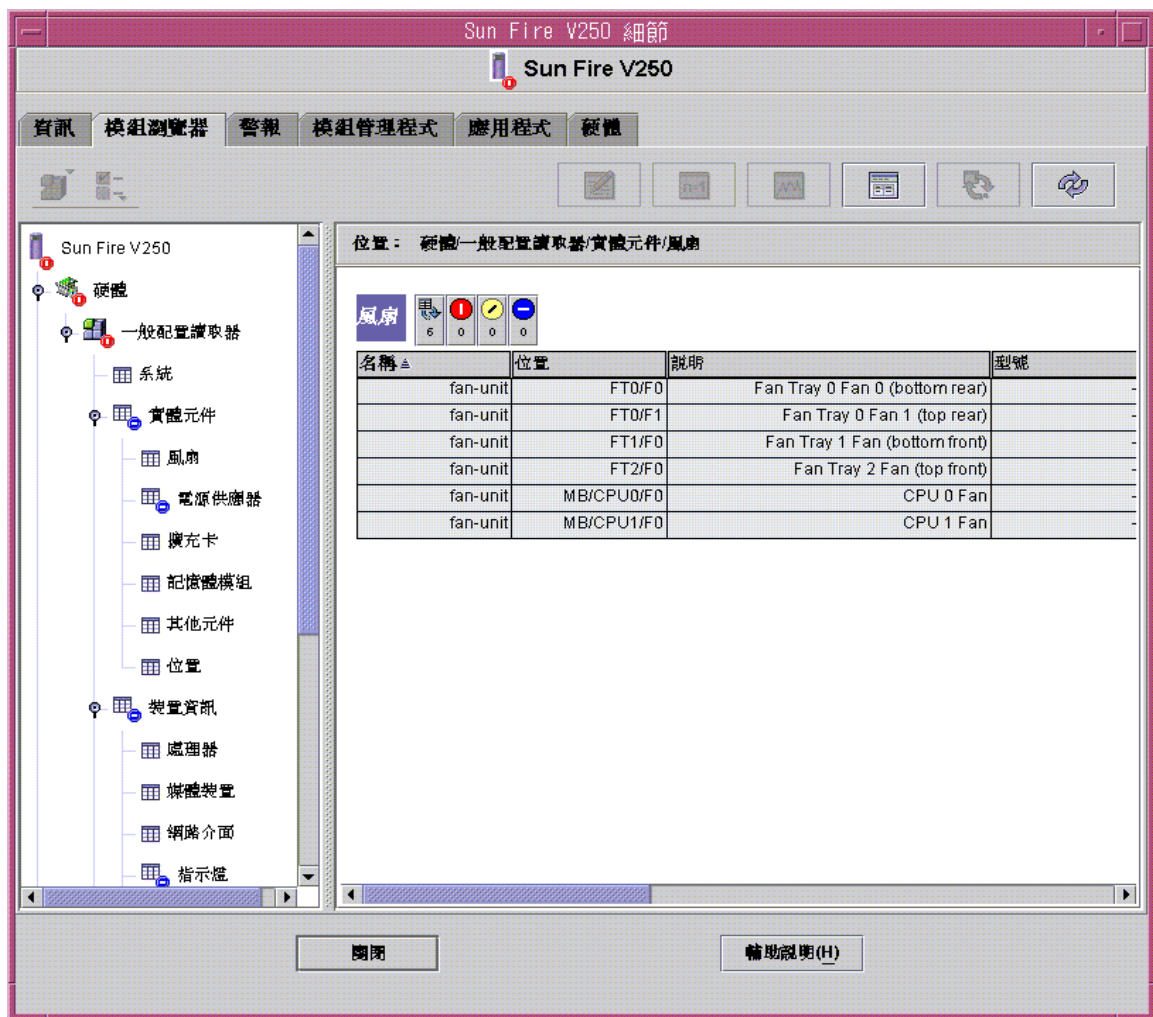 Sun Fire V250 細節
Sun Fire V250
資訊 模組瀏覽器 警報 模組管理程式 應用程式 硬體
n=1
Sun Fire V250
硬體
一般配置讀取器
系統
實體元件
風扇
電源供應器
擴充卡
記憶體模組
其他元件
位置
裝置資訊
處理器
媒體裝置
網路介面
指示燈
位置： 硬體/一般配置讀取器/實體元件/風扇
風扇 6 0 0 0
名稱 位置 說明 型號
fan-unit FT0/F0 Fan Tray 0 Fan 0 (bottom rear) -
fan-unit FT0/F1 Fan Tray 0 Fan 1 (top rear) -
fan-unit FT1/F0 Fan Tray 1 Fan (bottom front) -
fan-unit FT2/F0 Fan Tray 2 Fan (top front) -
fan-unit MB/CPU0/F0 CPU 0 Fan -
fan-unit MB/CPU1/F0 CPU 1 Fan -
關閉 輔助說明(H)